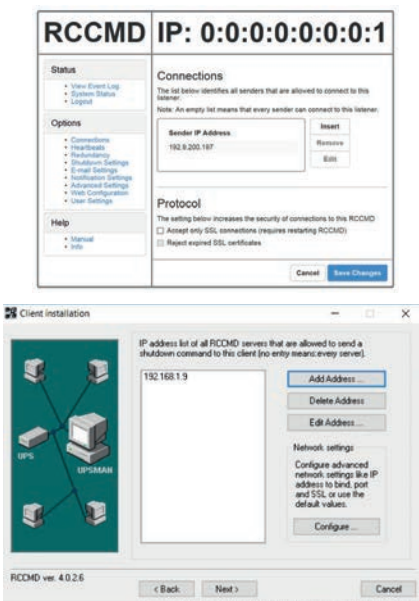 RCCMD IP: 0:0:0:0:0:0:0:1
Status
• View Event Log
• System Status
• Logout
Options
• Connections
• Heartbeats
• Redundancy
• Shutdown Settings
• E-mail Settings
• Notification Settings
• Advanced Settings
• Web Configuration
• User Settings
Help
• Manual
• Info
Connections
The list below identifies all senders that are allowed to connect to this
listener.
Note: An empty list means that every sender can connect to this listener.
Sender IP Address
192.9.200.197
Insert
Remove
Edit
Protocol
The setting below increases the security of connections to this RCCMD
Accept only SSL connections (requires restarting RCCMD)
Reject expired SSL certificates
Cancel
Save Changes
Client installation
UPS
UPSMAN
IP address list of all RCCMD servers that are allowed to send a
shutdown command to this client (no entry means:every server).
192.168.1.9
Add Address ...
Delete Address
Edit Address ...
Network settings
Configure advanced
network settings like IP
address to bind, port
and SSL or use the
default values.
Configure ...
RCCMD ver. 4.0.2.6
< Back
Next >
Cancel